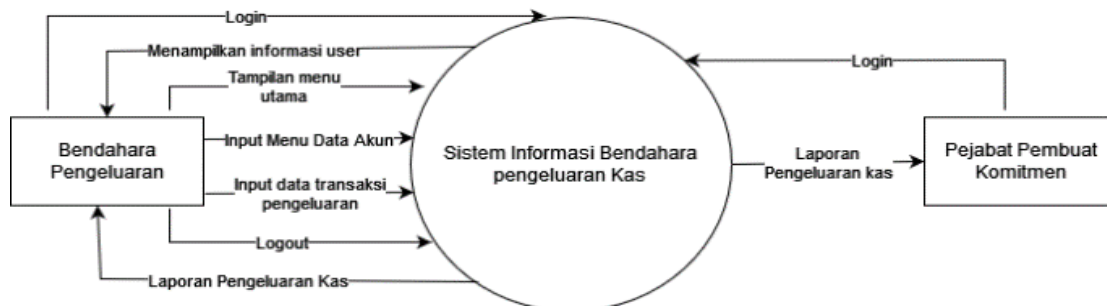 Login
Menampilkan informasi user
Tampilan menu
utama
Bendahara
Pengeluaran
Input Menu Data Akun
Input data transaksi
pengeluaran
Logout
Laporan Pengeluaran Kas
Sistem Informasi Bendahara
pengeluaran Kas
Login
Laporan
Pengeluaran kas
Pejabat Pembuat
Komitmen